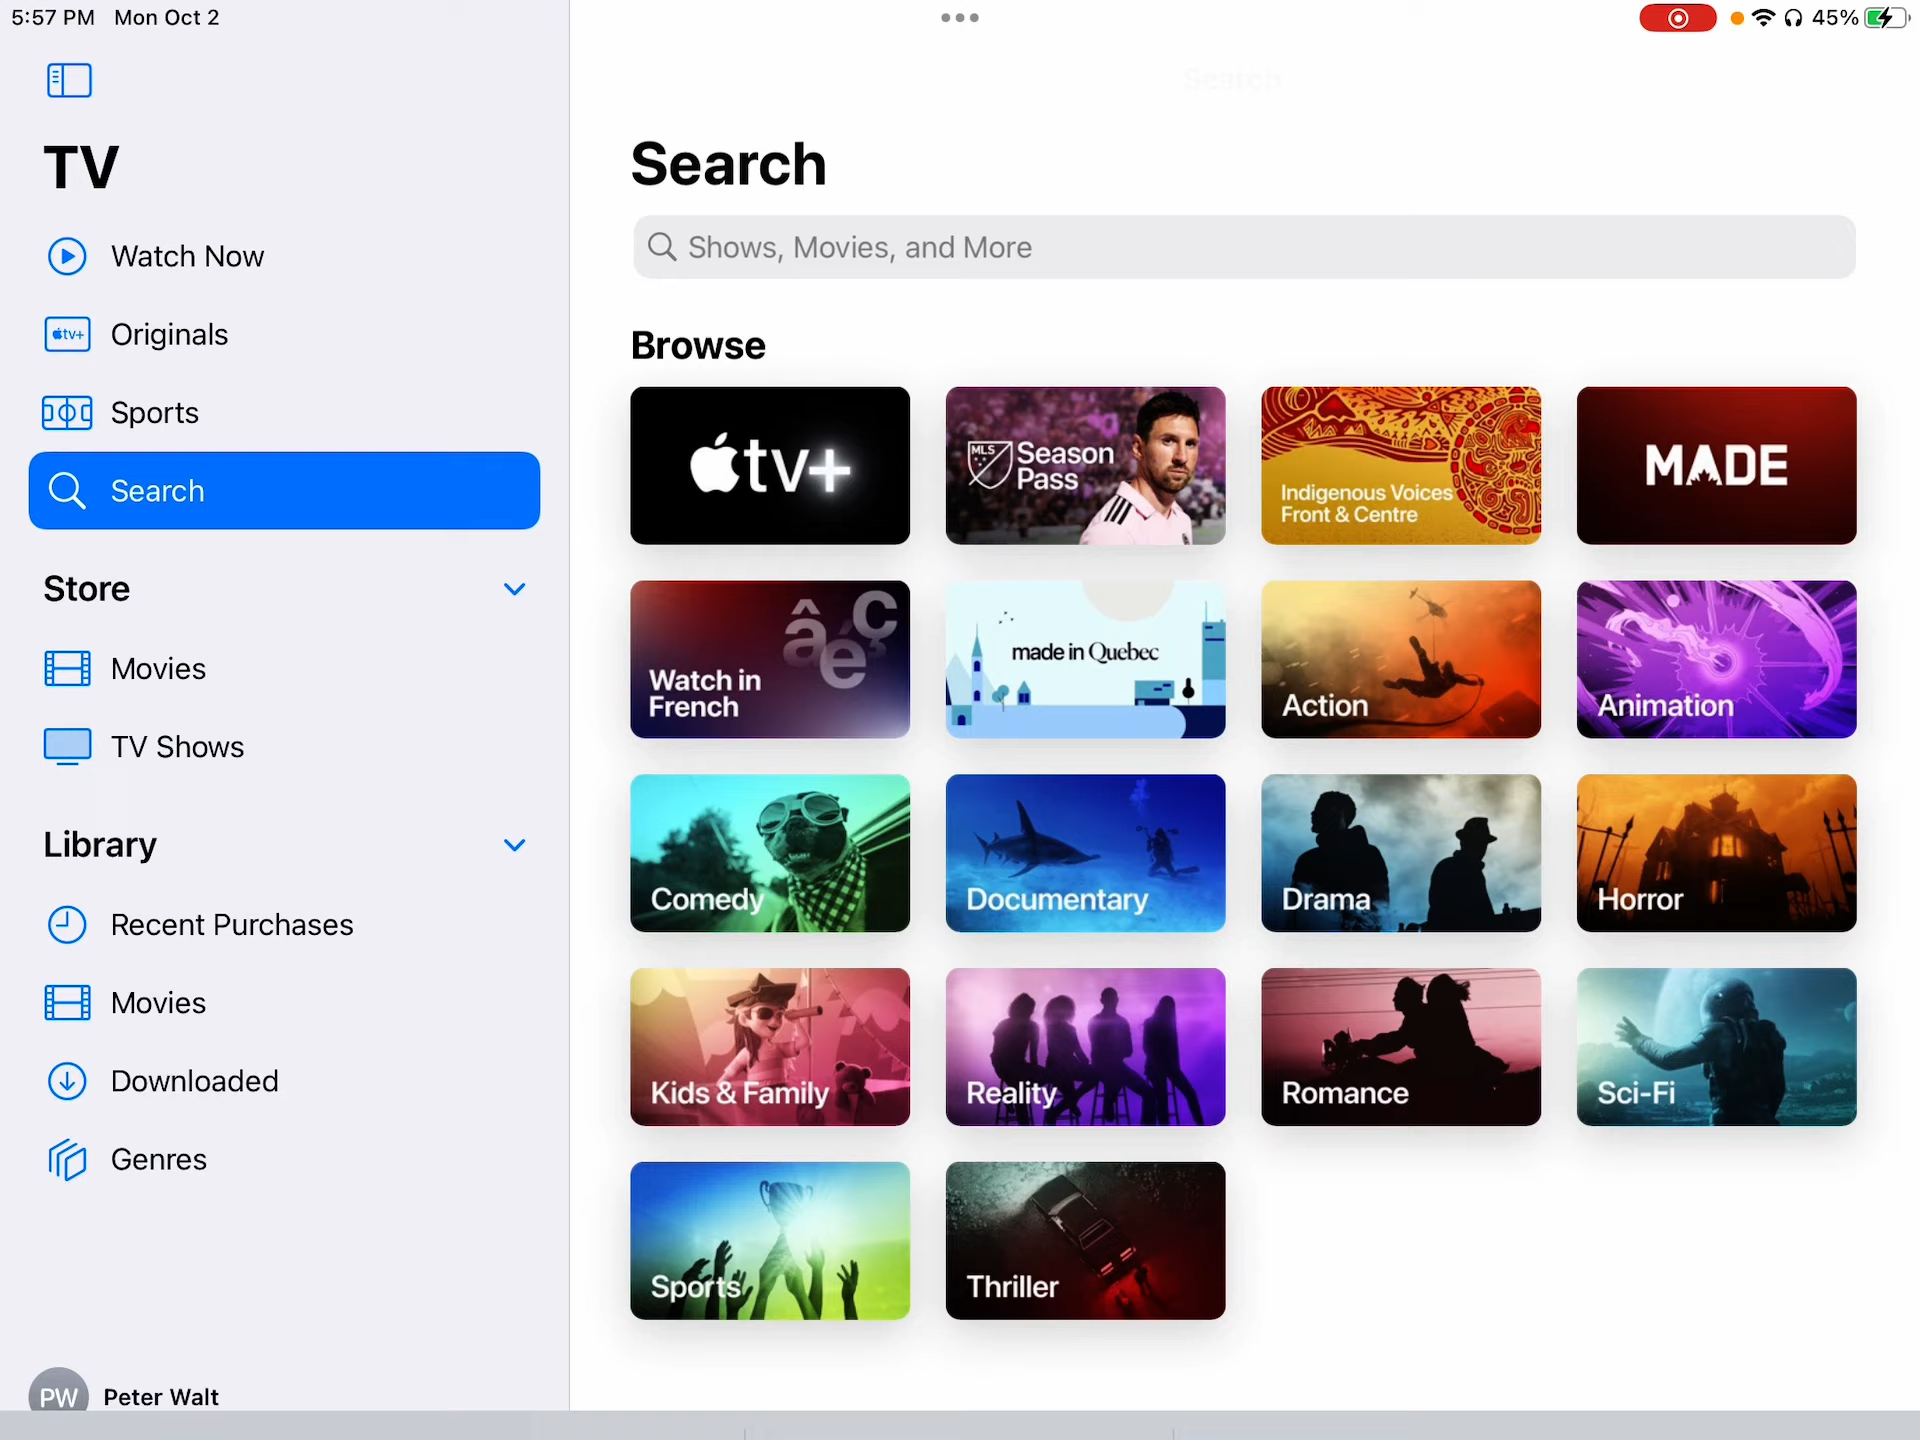 5:57 PM Mon Oct 2
45%
TV
Watch Now
tv+ Originals
Sports
Search
Store
Movies
TV Shows
Library
Recent Purchases
Movies
Downloaded
Genres
PW Peter Walt
Search
Search
Shows, Movies, and More
Browse
tv+
MLS Season
Pass
Indigenous Voices
Front & Centre
MADE
â é ç
Watch in
French
made in Quebec
Action
Animation
Comedy
Documentary
Drama
Horror
Kids & Family
Reality
Romance
Sci-Fi
Sports
Thriller